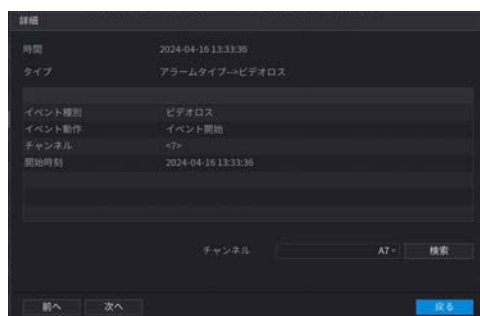 詳細
時間 2024-04-16 13:33:36
タイプ アラームタイプ-->ビデオロス
イベント種別 ビデオロス
イベント動作 イベント開始
チャンネル <7>
開始時刻 2024-04-16 13:33:36
チャンネル A7 検索
前へ 次へ 戻る